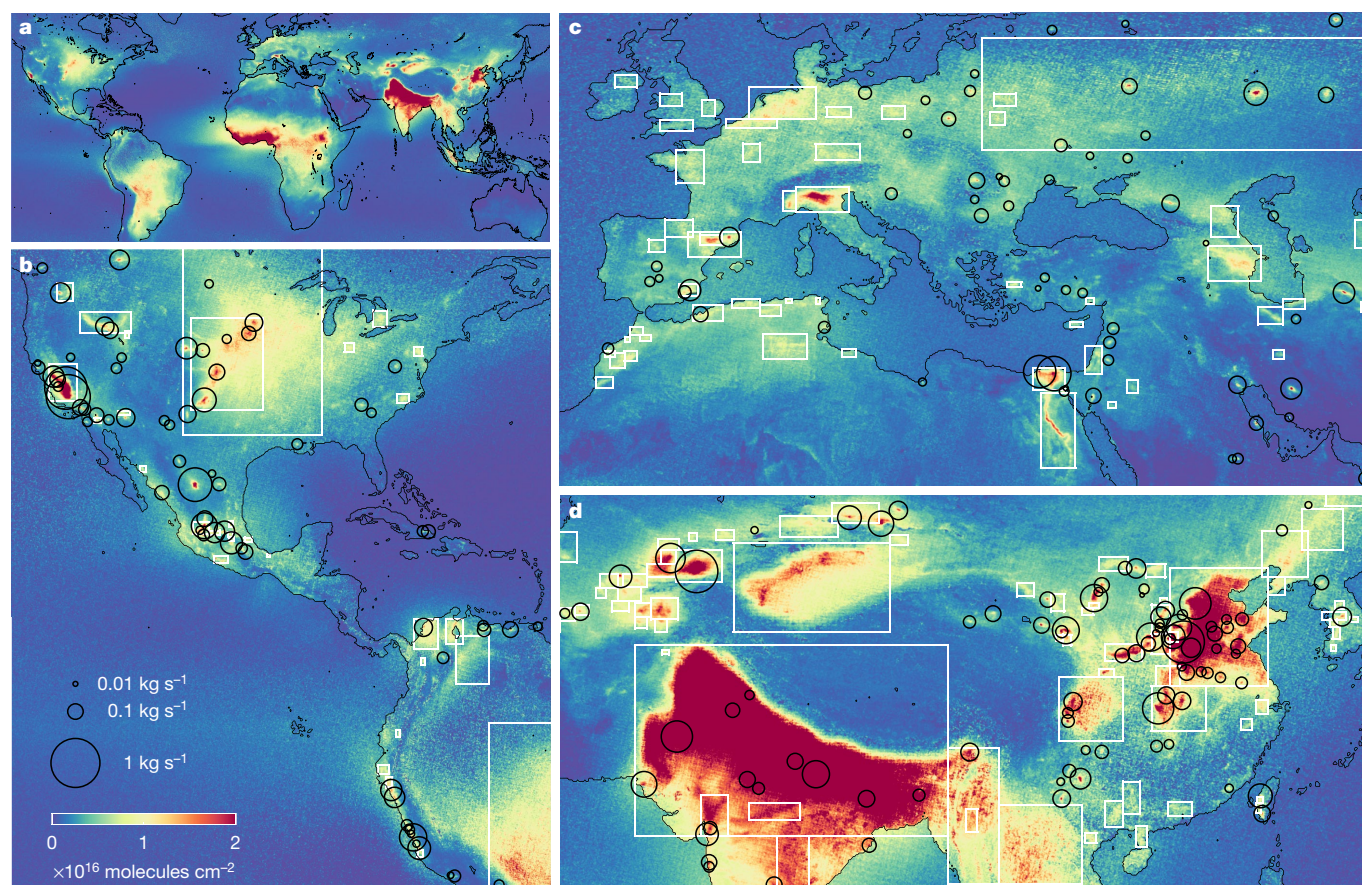 a
b
0.01 kg s⁻¹
0.1 kg s⁻¹
1 kg s⁻¹
0 1 2
×10¹⁶ molecules cm⁻²
c
d